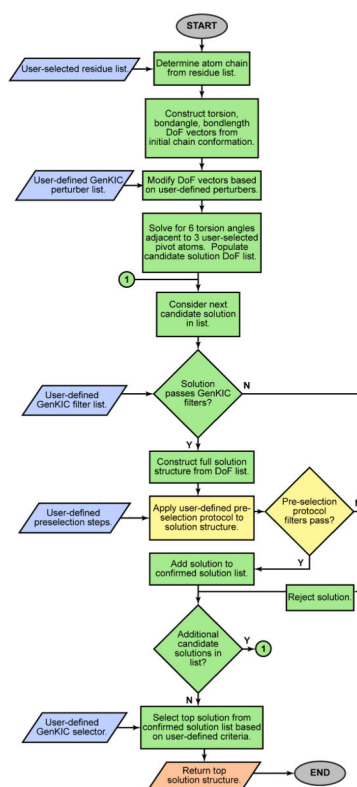 START
User-selected residue list.
Determine atom chain
from residue list.
Construct torsion,
bondangle, bondlength
DoF vectors from
initial chain conformation.
User-defined GenKIC
perturber list.
Modify DoF vectors based
on user-defined perturbers.
Solve for 6 torsion angles
adjacent to 3 user-selected
pivot atoms. Populate
candidate solution DoF list.
1
Consider next
candidate solution
in list.
User-defined
GenKIC filter list.
Solution
passes GenKIC
filters?
N
Y
Construct full solution
structure from DoF list.
User-defined
preselection steps.
Apply user-defined pre-
selection protocol to
solution structure.
Pre-selection
protocol
filters pass?
N
Y
Add solution to
confirmed solution list.
Reject solution.
Additional
candidate
solutions in
list?
Y
1
N
User-defined
GenKIC selector.
Select top solution from
confirmed solution list based
on user-defined criteria.
Return top
solution structure.
END